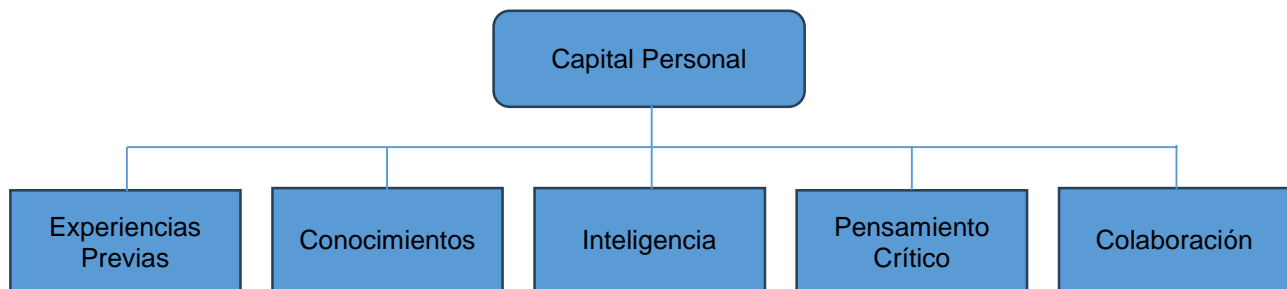 Capital Personal
Experiencias
Previas
Conocimientos
Inteligencia
Pensamiento
Crítico
Colaboración